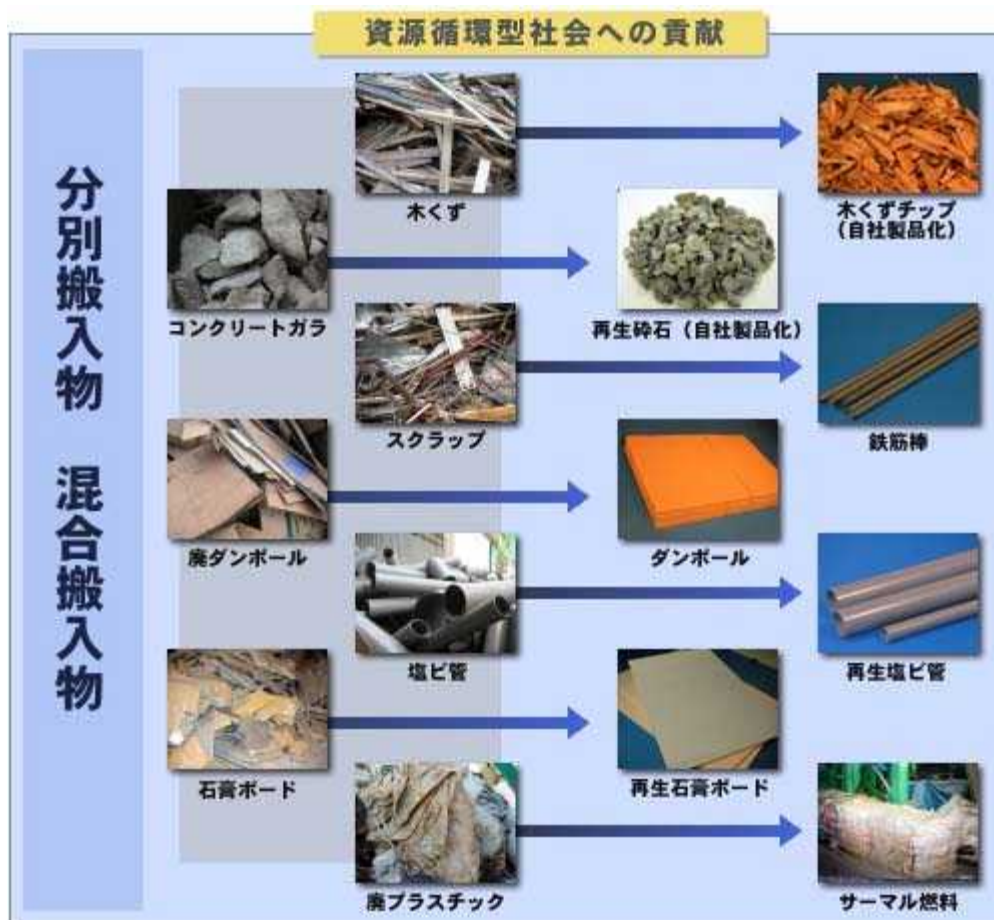 資源循環型社会への貢献
分別搬入物 混合搬入物
木くず
木くずチップ
（自社製品化）
コンクリートガラ
再生砕石（自社製品化）
スクラップ
鉄筋棒
廃ダンボール
ダンボール
塩ビ管
再生塩ビ管
石膏ボード
再生石膏ボード
廃プラスチック
サーマル燃料